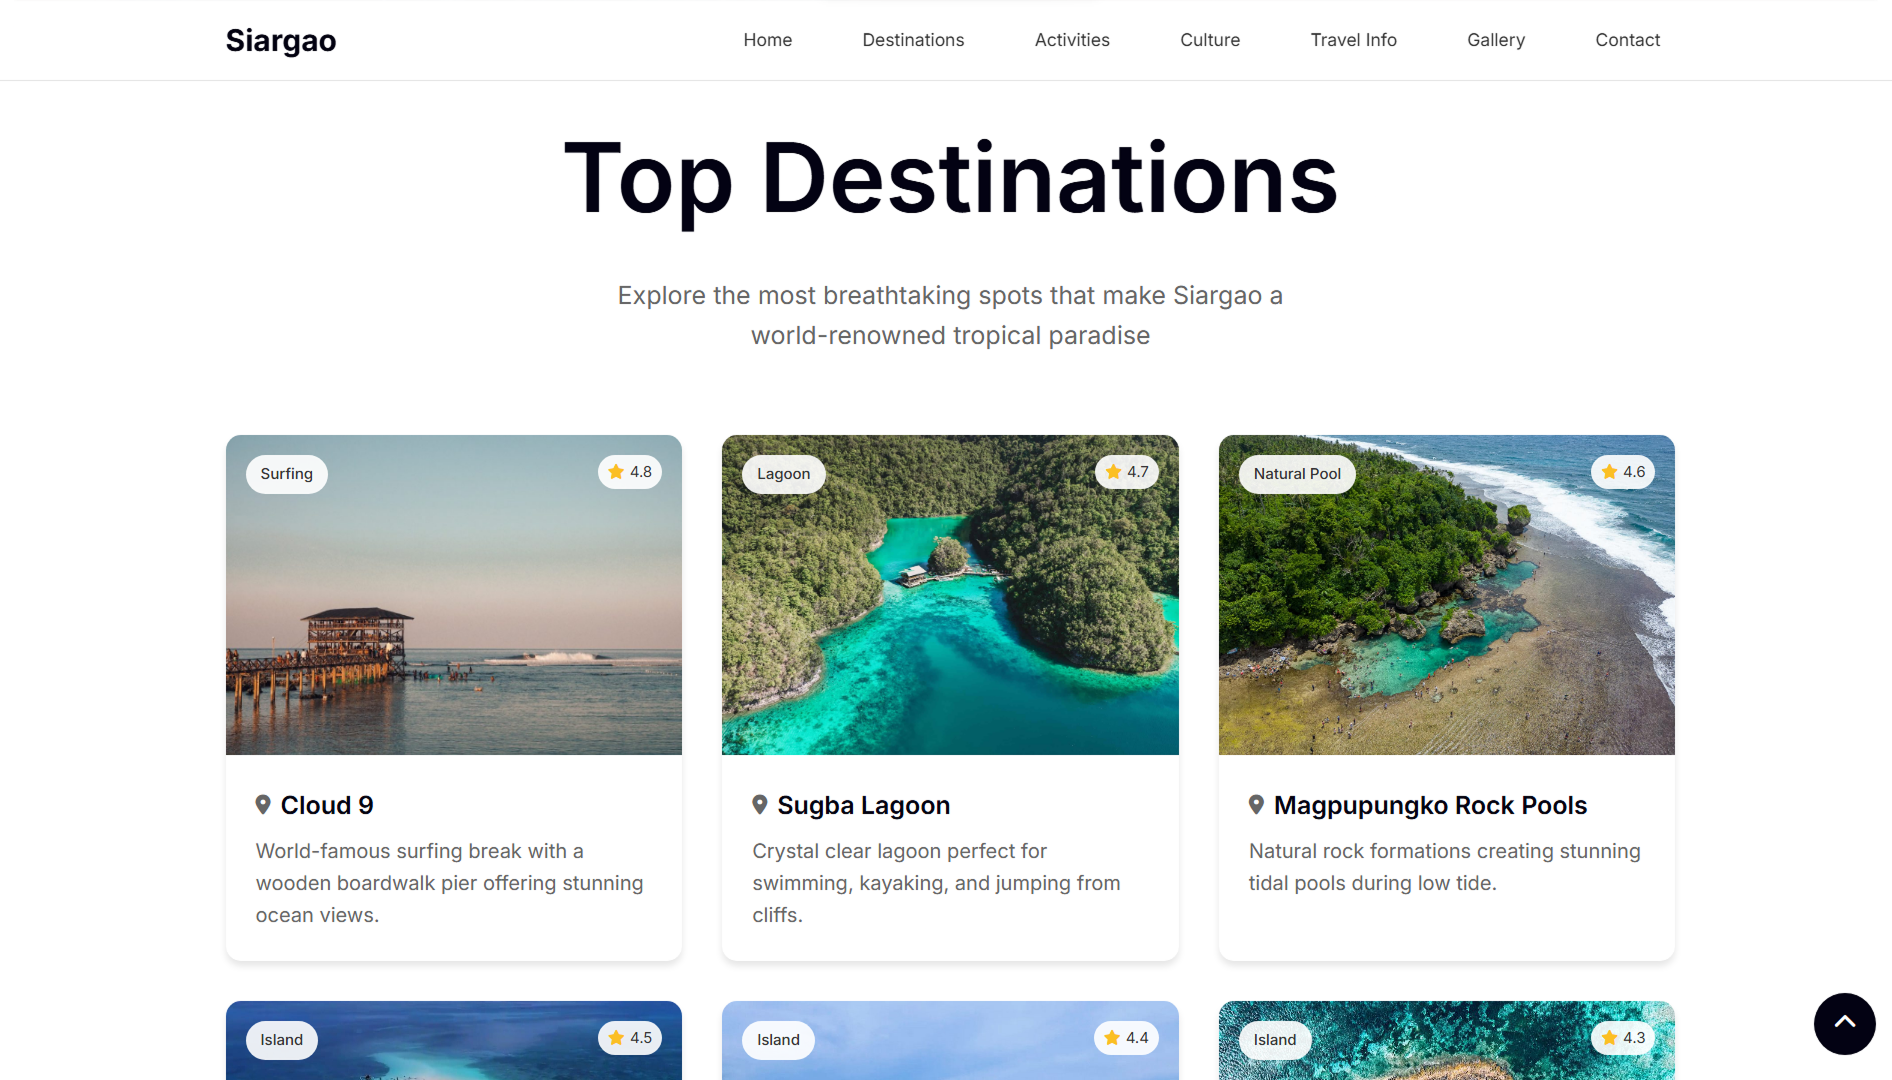 Siargao
Home
Destinations
Activities
Culture
Travel Info
Gallery
Contact
Top Destinations
Explore the most breathtaking spots that make Siargao a
world-renowned tropical paradise
Surfing
4.8
Cloud 9
World-famous surfing break with a
wooden boardwalk pier offering stunning
ocean views.
Lagoon
4.7
Sugba Lagoon
Crystal clear lagoon perfect for
swimming, kayaking, and jumping from
cliffs.
Natural Pool
4.6
Magpupungko Rock Pools
Natural rock formations creating stunning
tidal pools during low tide.
Island
4.5
Island
4.4
Island
4.3